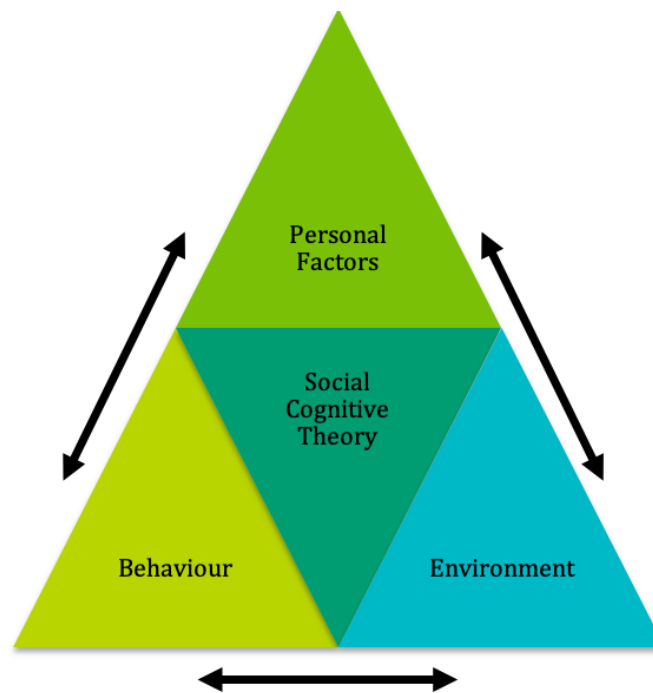 Personal
Factors
Social
Cognitive
Theory
Behaviour
Environment